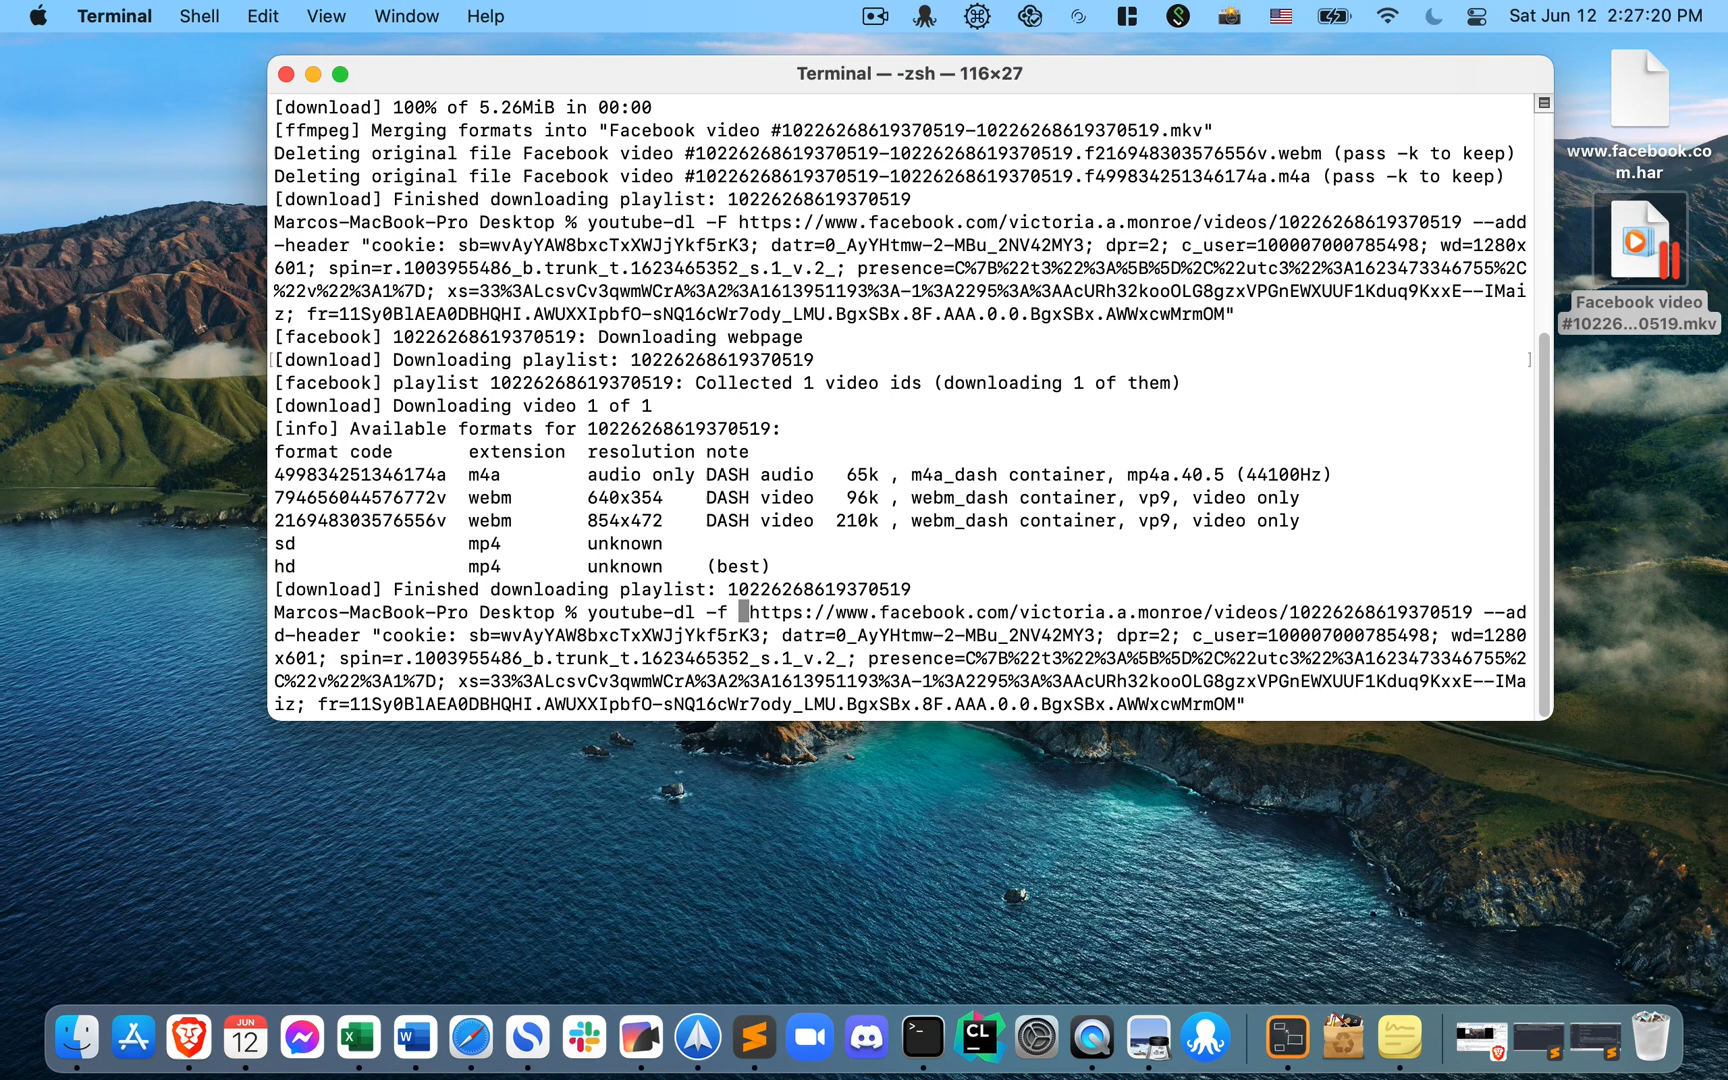 Terminal Shell Edit View Window Help Sat Jun 12 2:27:20 PM
Terminal — -zsh — 116×27
[download] 100% of 5.26MiB in 00:00
[ffmpeg] Merging formats into "Facebook video #10226268619370519-10226268619370519.mkv"
Deleting original file Facebook video #10226268619370519-10226268619370519.f216948303576556v.webm (pass -k to keep)
Deleting original file Facebook video #10226268619370519-10226268619370519.f499834251346174a.m4a (pass -k to keep)
[download] Finished downloading playlist: 10226268619370519
Marcos-MacBook-Pro Desktop % youtube-dl -F https://www.facebook.com/victoria.a.monroe/videos/10226268619370519 --add
-header "cookie: sb=wvAyYAW8bxcTxXWJjYkf5rK3; datr=0_AyYHtmw-2-MBu_2NV42MY3; dpr=2; c_user=100007000785498; wd=1280x
601; spin=r.1003955486_b.trunk_t.1623465352_s.1_v.2_; presence=C%7B%22t3%22%3A%5B%5D%2C%22utc3%22%3A1623473346755%2C
%22v%22%3A1%7D; xs=33%3ALcsvCv3qwmWCrA%3A2%3A1613951193%3A-1%3A2295%3A%3AAcURh32kooOLG8gzxVPGnEWXUUF1Kduq9KxxE--IMai
z; fr=11Sy0BlAEA0DBHQHI.AWUXXIpbfO-sNQ16cWr7ody_LMU.BgxSBx.8F.AAA.0.0.BgxSBx.AWWxcwMrmOM"
[facebook] 10226268619370519: Downloading webpage
[download] Downloading playlist: 10226268619370519
[facebook] playlist 10226268619370519: Collected 1 video ids (downloading 1 of them)
[download] Downloading video 1 of 1
[info] Available formats for 10226268619370519:
format code extension resolution note
499834251346174a m4a audio only DASH audio 65k , m4a_dash container, mp4a.40.5 (44100Hz)
794656044576772v webm 640x354 DASH video 96k , webm_dash container, vp9, video only
216948303576556v webm 854x472 DASH video 210k , webm_dash container, vp9, video only
sd mp4 unknown
hd mp4 unknown (best)
[download] Finished downloading playlist: 10226268619370519
Marcos-MacBook-Pro Desktop % youtube-dl -f https://www.facebook.com/victoria.a.monroe/videos/10226268619370519 --ad
d-header "cookie: sb=wvAyYAW8bxcTxXWJjYkf5rK3; datr=0_AyYHtmw-2-MBu_2NV42MY3; dpr=2; c_user=100007000785498; wd=1280
x601; spin=r.1003955486_b.trunk_t.1623465352_s.1_v.2_; presence=C%7B%22t3%22%3A%5B%5D%2C%22utc3%22%3A1623473346755%2
C%22v%22%3A1%7D; xs=33%3ALcsvCv3qwmWCrA%3A2%3A1613951193%3A-1%3A2295%3A%3AAcURh32kooOLG8gzxVPGnEWXUUF1Kduq9KxxE--IMa
iz; fr=11Sy0BlAEA0DBHQHI.AWUXXIpbfO-sNQ16cWr7ody_LMU.BgxSBx.8F.AAA.0.0.BgxSBx.AWWxcwMrmOM"
www.facebook.co
m.har
Facebook video
#10226...0519.mkv
JUN
12
CL